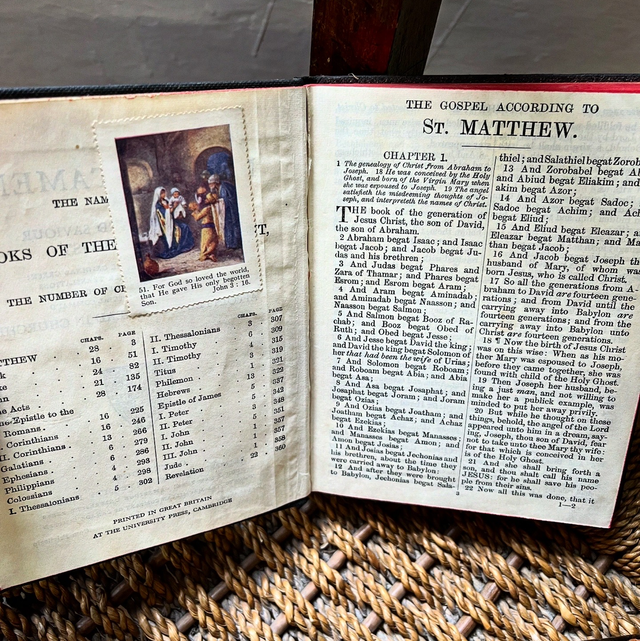 THE NAM
OKS OF THE
T,
THE NUMBER OF CH
51. For God so loved the world,
that He gave His only begotten
Son. John 3 : 16.
CHAPS. PAGE
TTHEW 28 3
16 51
24 82
21 135
Acts 28 174
Epistle to the
Romans 16 225
Corinthians 16 266
II. Corinthians 13 279
Galatians 6 286
Ephesians 6 293
Philippians 4 298
Colossians 4
I. Thessalonians 5 302
CHAPS. PAGE
II. Thessalonians 3 307
I. Timothy
II. Timothy
Titus
Philemon
Hebrews
Epistle of James
I. Peter
II. Peter
I. John
II. John
III. John
Jude
Revelation 22 360
PRINTED IN GREAT BRITAIN
AT THE UNIVERSITY PRESS, CAMBRIDGE
THE GOSPEL ACCORDING TO
ST. MATTHEW.
CHAPTER 1.
1 The genealogy of Christ from Abraham to
Joseph. 18 He was conceived by the Holy
Ghost, and born of the Virgin Mary when
she was espoused to Joseph. 19 The angel
satisfieth the misdeeming thoughts of Jo-
seph, and interpreteth the names of Christ.
THE book of the generation of
Jesus Christ, the son of David,
the son of Abraham.
2 Abraham begat Isaac; and Isaac
begat Jacob; and Jacob begat Ju-
das and his brethren;
3 And Judas begat Phares and
Zara of Thamar; and Phares begat
Esrom; and Esrom begat Aram;
4 And Aram begat Aminadab;
and Aminadab begat Naasson; and
Naasson begat Salmon;
5 And Salmon begat Booz of Ra-
chab; and Booz begat Obed of
Ruth; and Obed begat Jesse;
6 And Jesse begat David the king;
and David the king begat Solomon of
her that had been the wife of Urias;
7 And Solomon begat Roboam;
and Roboam begat Abia; and Abia
begat Asa;
8 And Asa begat Josaphat; and
Josaphat begat Joram; and Joram
begat Ozias;
9 And Ozias begat Joatham; and
Joatham begat Achaz; and Achaz
begat Ezekias;
10 And Ezekias begat Manasses;
and Manasses begat Amon; and
Amon begat Josias;
11 And Josias begat Jechonias and
his brethren, about the time they
were carried away to Babylon:
12 And after they were brought
to Babylon, Jechonias begat Sala-
thiel; and Salathiel begat Zorob
13 And Zorobabel begat Ab
and Abiud begat Eliakim; and
akim begat Azor;
14 And Azor begat Sadoc;
Sadoc begat Achim; and Ac
begat Eliud;
15 And Eliud begat Eleazar; a
Eleazar begat Matthan; and Ma
than begat Jacob;
16 And Jacob begat Joseph th
husband of Mary, of whom wa
born Jesus, who is called Christ.
17 So all the generations from A-
braham to David are fourteen gene-
rations; and from David until the
carrying away into Babylon are
fourteen generations; and from the
carrying away into Babylon unto
Christ are fourteen generations.
18 ¶ Now the birth of Jesus Christ
was on this wise: When as his mo-
ther Mary was espoused to Joseph,
before they came together, she was
found with child of the Holy Ghost.
19 Then Joseph her husband, be-
ing a just man, and not willing to
make her a publick example, was
minded to put her away privily.
20 But while he thought on these
things, behold, the angel of the Lord
appeared unto him in a dream, say-
ing, Joseph, thou son of David, fear
not to take unto thee Mary thy wife:
for that which is conceived in her
is of the Holy Ghost.
21 And she shall bring forth a
son, and thou shalt call his name
JESUS: for he shall save his peo-
ple from their sins.
22 Now all this was done, that it
3
1—2